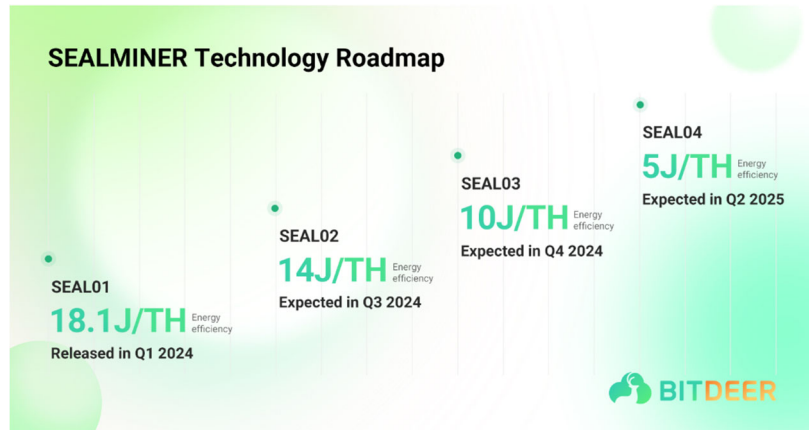 SEALMINER Technology Roadmap
SEAL04
5J/TH Energy
efficiency
Expected in Q2 2025
SEAL03
10J/TH Energy
efficiency
Expected in Q4 2024
SEAL02
14J/TH Energy
efficiency
Expected in Q3 2024
SEAL01
18.1J/TH Energy
efficiency
Released in Q1 2024
BITDEER